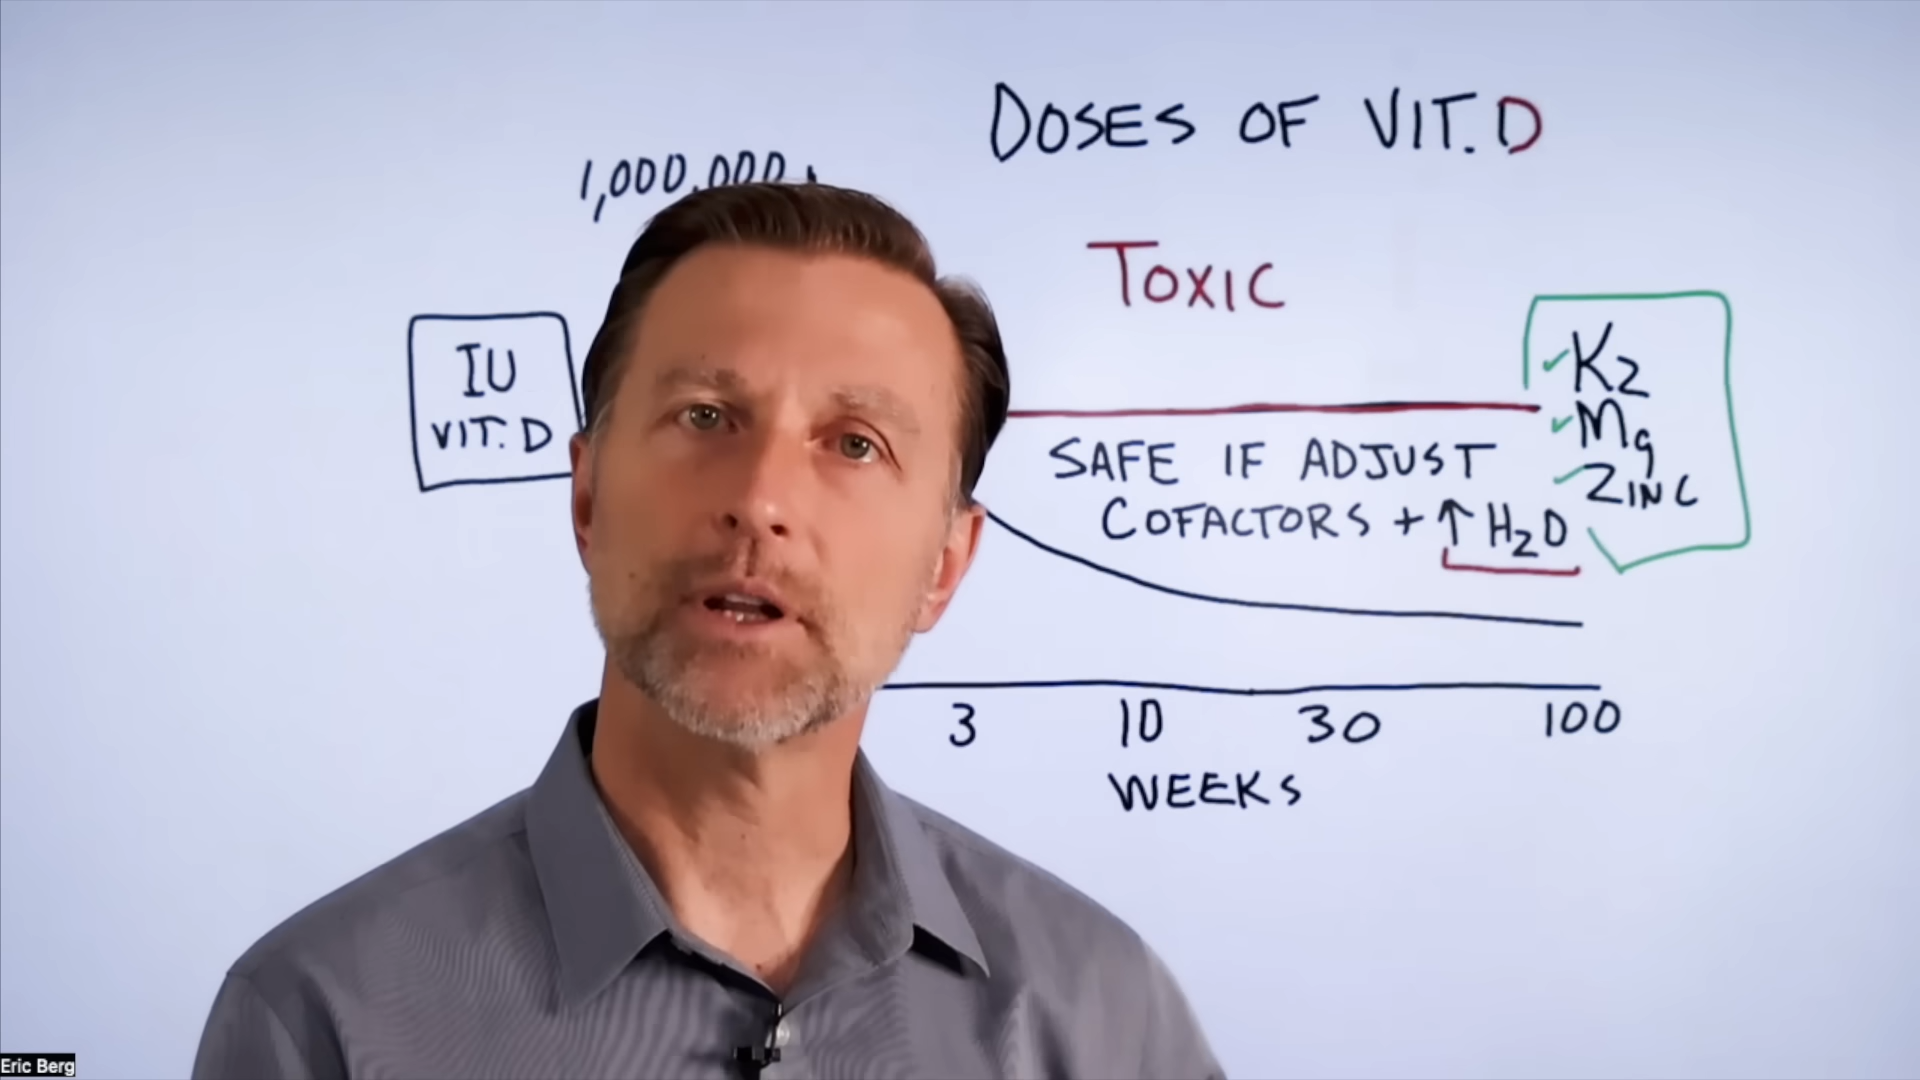 DOSES OF VIT. D
1,000,000
TOXIC
IU
VIT. D
K2
Mg
ZINC
SAFE IF ADJUST
COFACTORS + ↑ H2O
3 10 30 100
WEEKS
Eric Berg